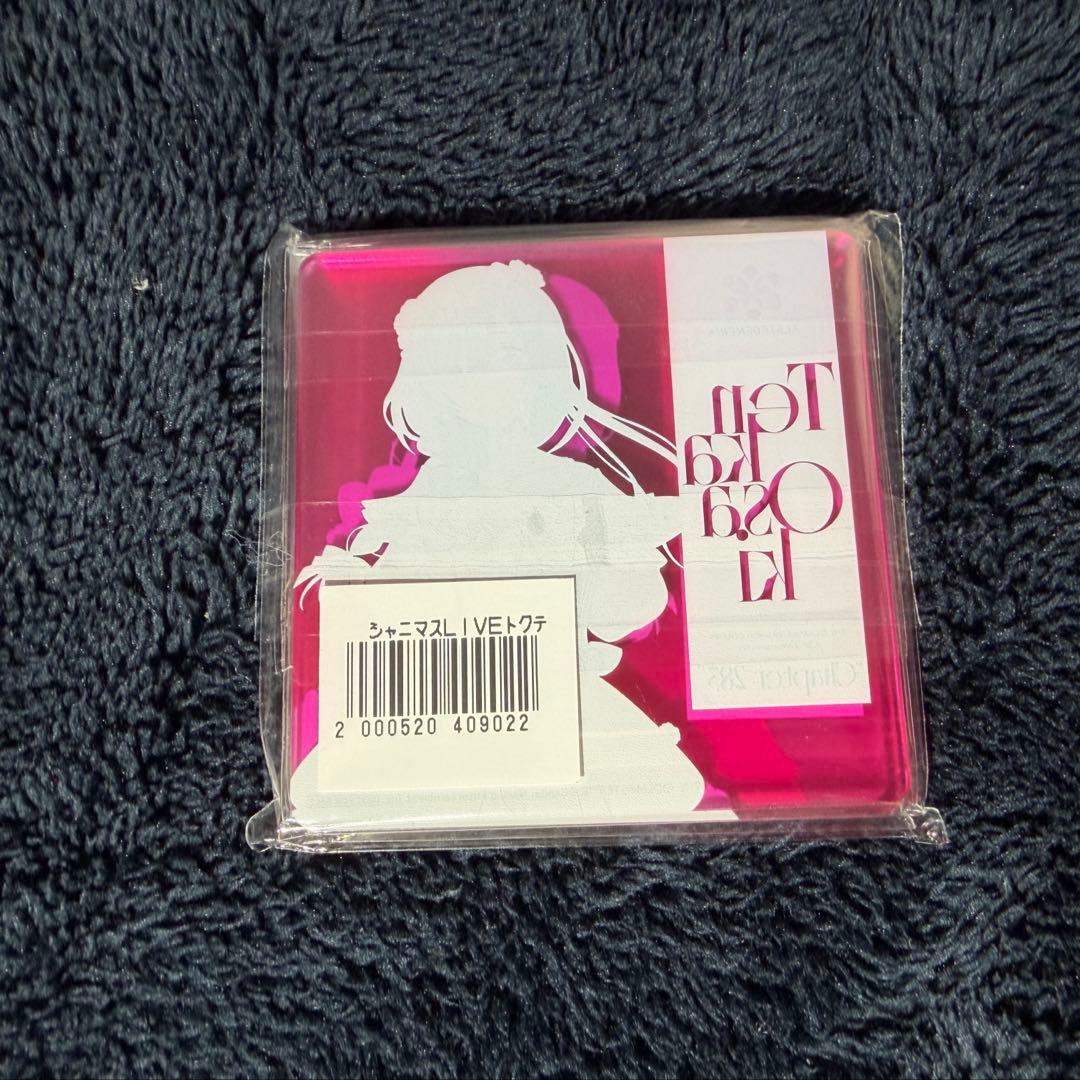 ALSTROEMERIA
Ten
ka
Osa
ka
"Chapter 283"
シャニマスLIVEトクテ
2 000520 409022